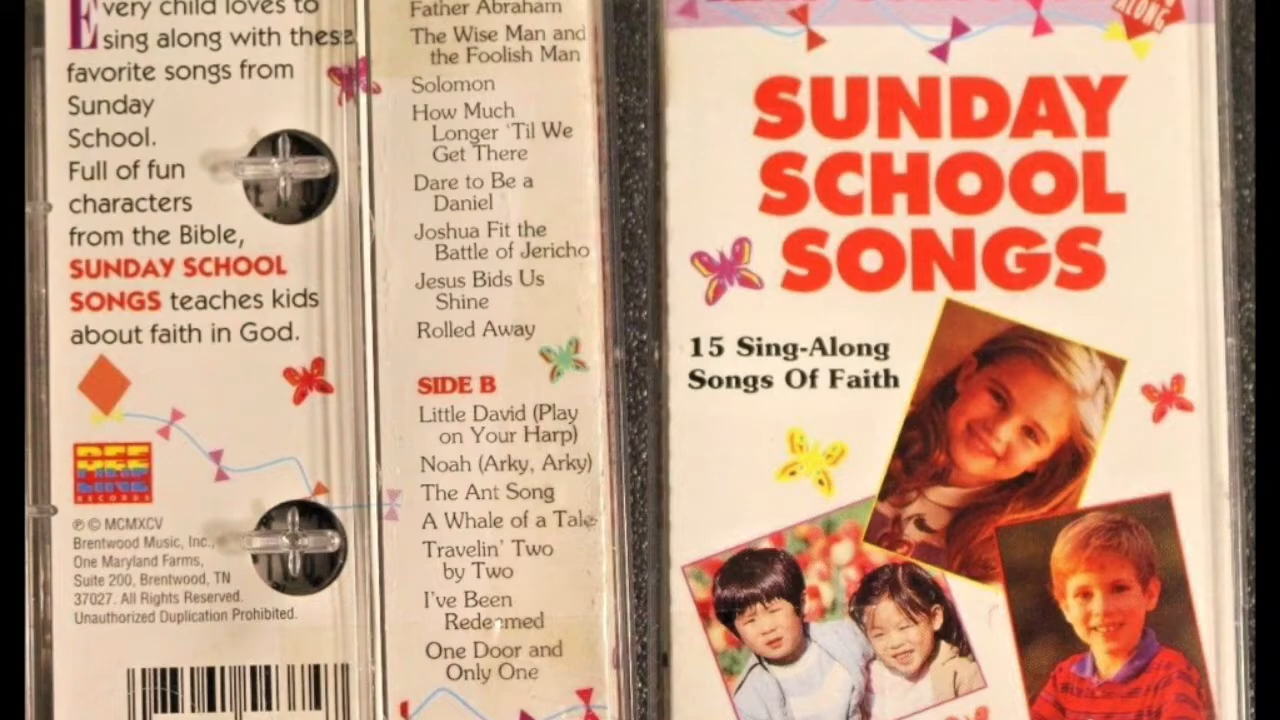 Every child loves to
sing along with these
favorite songs from
Sunday
School.
Full of fun
characters
from the Bible,
SUNDAY SCHOOL
SONGS teaches kids
about faith in God.
RECORDS
℗ © MCMXCV
Brentwood Music, Inc.,
One Maryland Farms,
Suite 200, Brentwood, TN
37027. All Rights Reserved.
Unauthorized Duplication Prohibited.
Father Abraham
The Wise Man and
the Foolish Man
Solomon
How Much
Longer 'Til We
Get There
Dare to Be a
Daniel
Joshua Fit the
Battle of Jericho
Jesus Bids Us
Shine
Rolled Away
SIDE B
Little David (Play
on Your Harp)
Noah (Arky, Arky)
The Ant Song
A Whale of a Tale
Travelin' Two
by Two
I've Been
Redeemed
One Door and
Only One
ALONG
SUNDAY
SCHOOL
SONGS
15 Sing-Along
Songs Of Faith